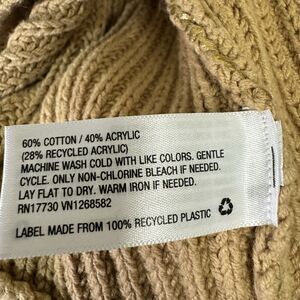 60% COTTON / 40% ACRYLIC
(28% RECYCLED ACRYLIC)
MACHINE WASH COLD WITH LIKE COLORS. GENTLE
CYCLE. ONLY NON-CHLORINE BLEACH IF NEEDED.
LAY FLAT TO DRY. WARM IRON IF NEEDED.
RN17730 VN1268582
LABEL MADE FROM 100% RECYCLED PLASTIC